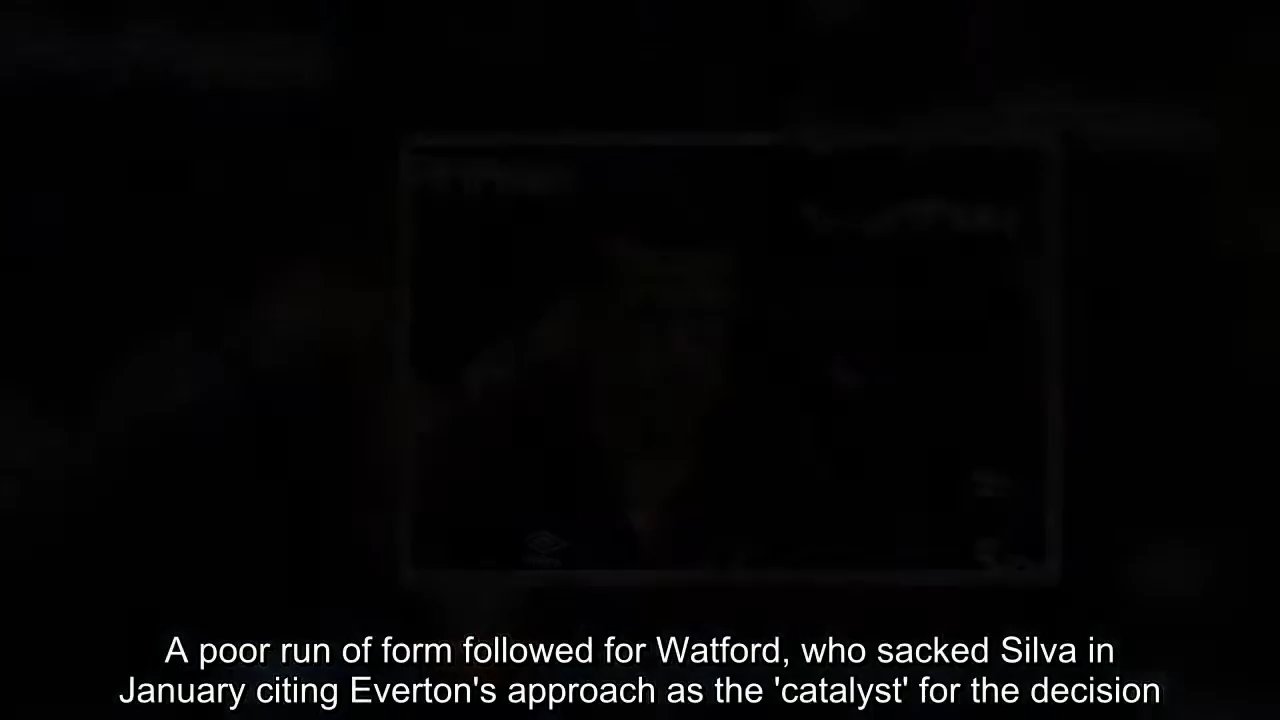 A poor run of form followed for Watford, who sacked Silva in
January citing Everton's approach as the 'catalyst' for the decision